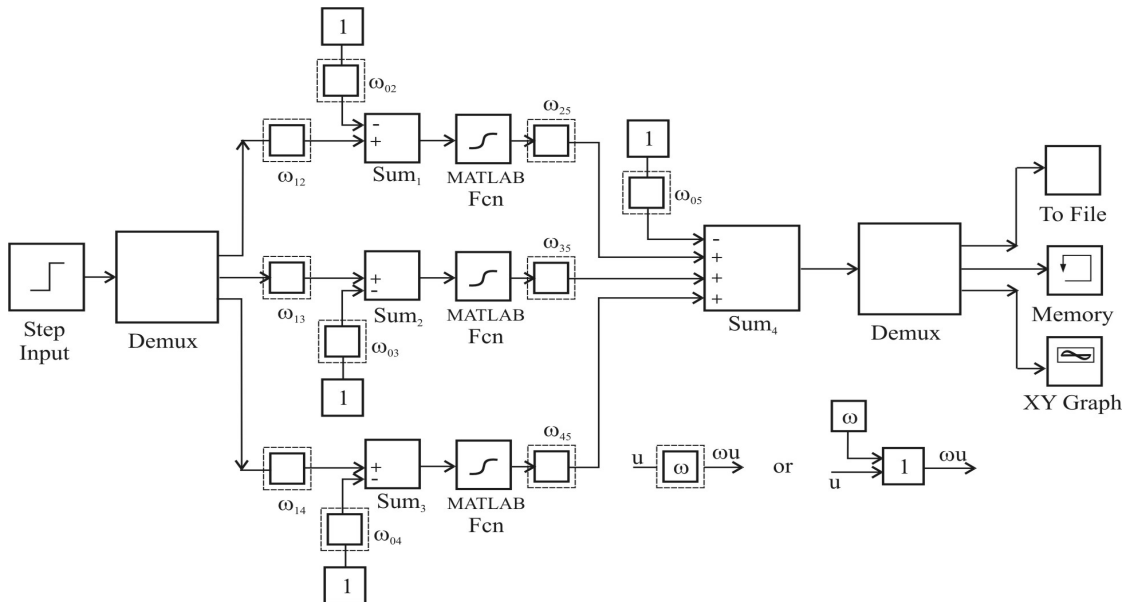 1
ω₀₂
ω₁₂
-
+
Sum₁
MATLAB
Fcn
ω₂₅
1
ω₀₅
-
+
+
+
Sum₄
To File
Step
Input
Demux
ω₁₃
+
-
Sum₂
MATLAB
Fcn
ω₃₅
ω₀₃
1
Demux
Memory
XY Graph
ω₁₄
+
-
Sum₃
MATLAB
Fcn
ω₄₅
ω₀₄
1
u ω ωu or ω u 1 ωu